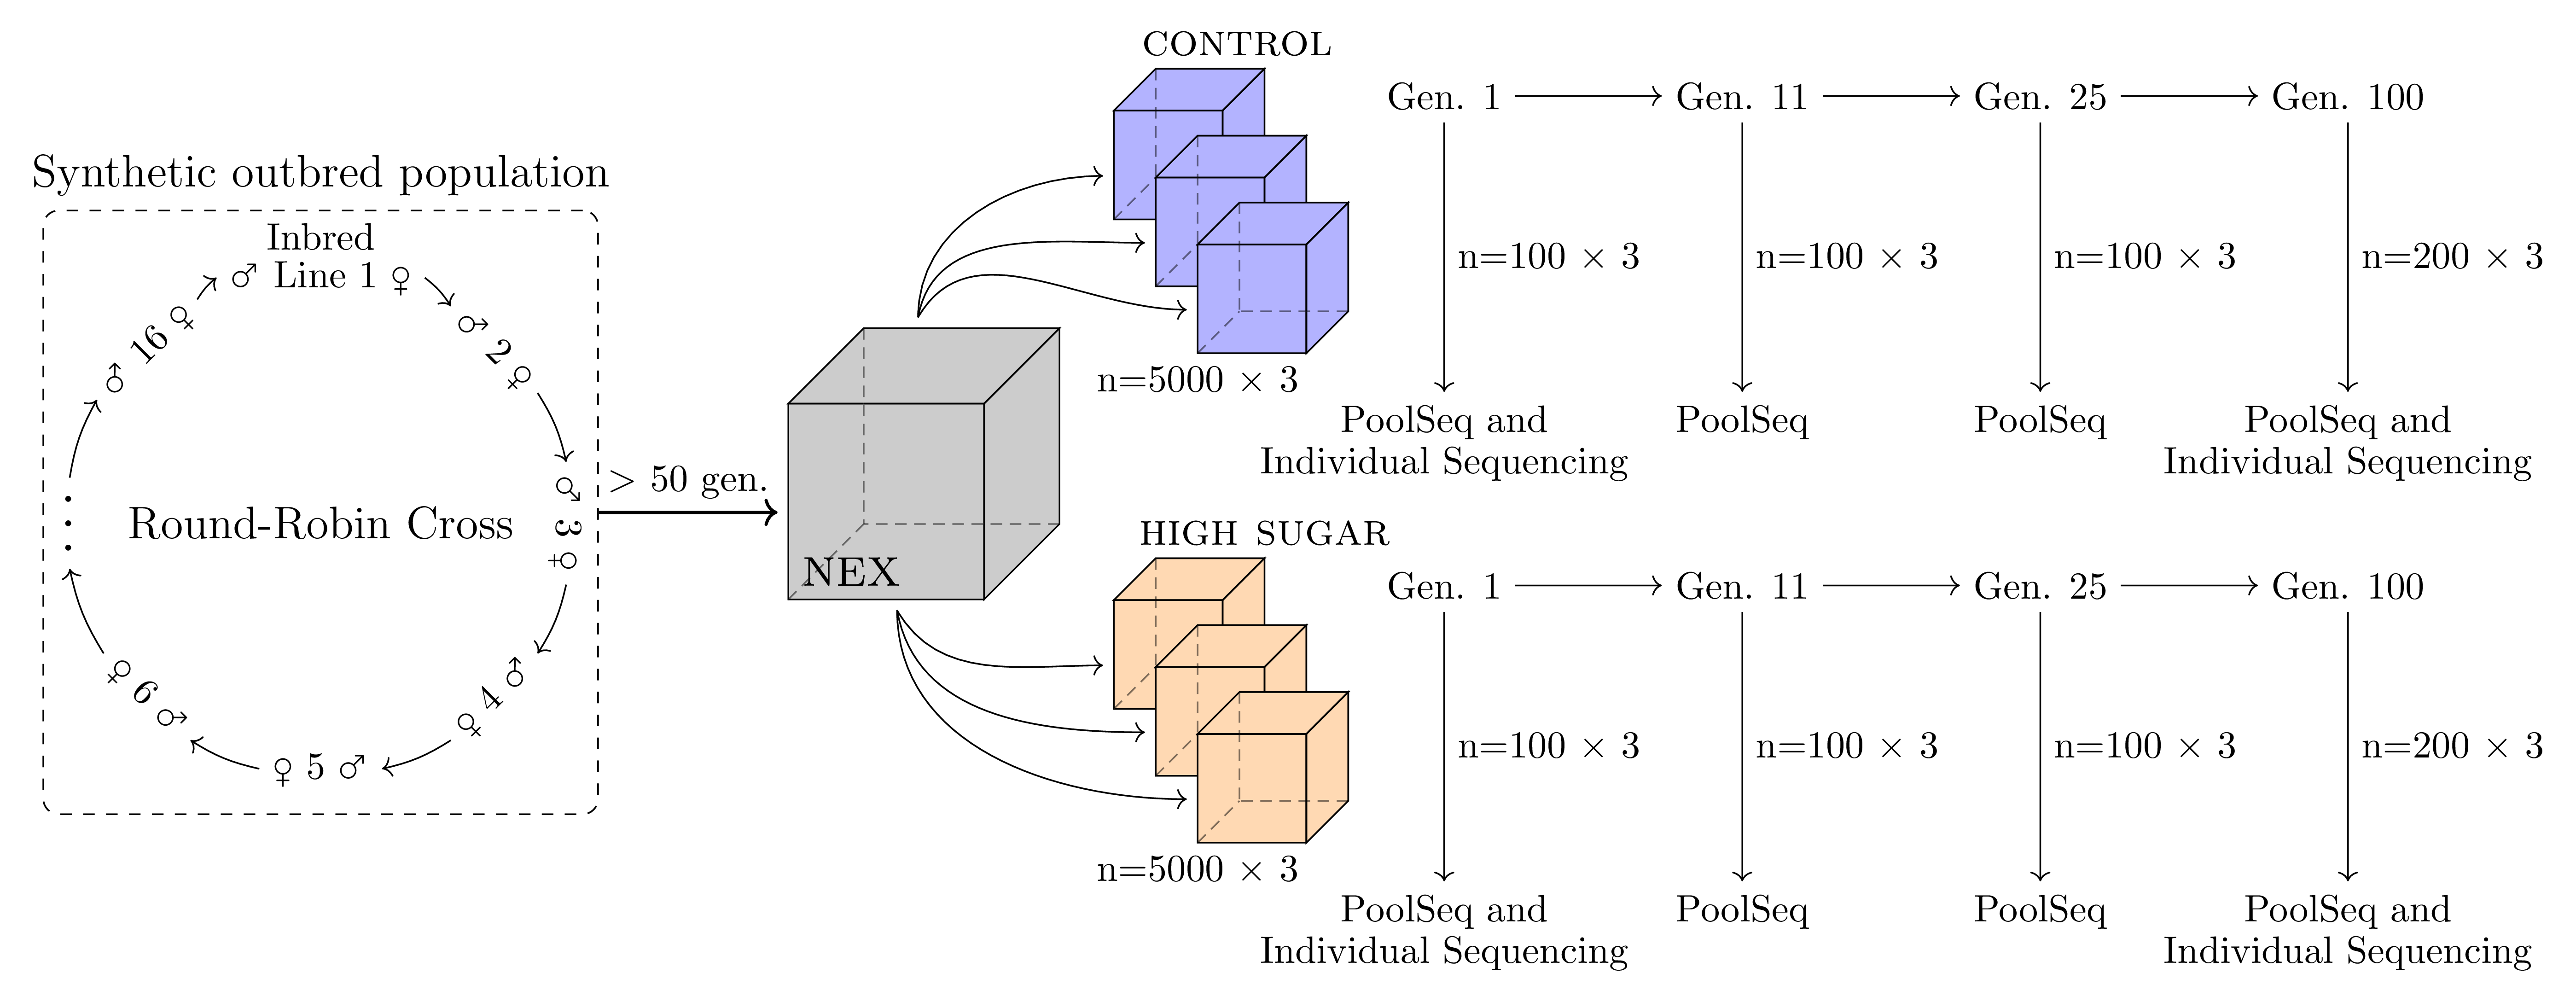 Synthetic outbred population
Inbred
♂ Line 1 ♀
♂ 2 ♀
♂ 3 ♀
♂ 4 ♀
♀ 5 ♂
♂ 6 ♀
...
♂ 16 ♀
Round-Robin Cross
> 50 gen.
NEX
CONTROL
n=5000 × 3
Gen. 1
Gen. 11
Gen. 25
Gen. 100
n=100 × 3
n=100 × 3
n=100 × 3
n=200 × 3
PoolSeq and
Individual Sequencing
PoolSeq
PoolSeq
PoolSeq and
Individual Sequencing
HIGH SUGAR
n=5000 × 3
Gen. 1
Gen. 11
Gen. 25
Gen. 100
n=100 × 3
n=100 × 3
n=100 × 3
n=200 × 3
PoolSeq and
Individual Sequencing
PoolSeq
PoolSeq
PoolSeq and
Individual Sequencing